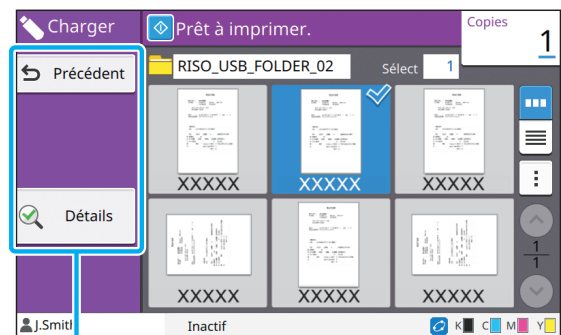 Charger
Prêt à imprimer.
Copies
1
Précédent
RISO_USB_FOLDER_02
Sélect
1
XXXXX
XXXXX
XXXXX
Détails
1
1
XXXXX
XXXXX
XXXXX
J.Smith
Inactif
K
C
M
Y